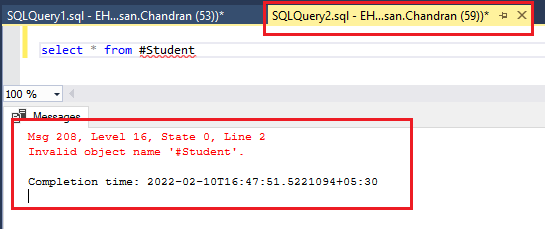 SQLQuery1.sql - EH...san.Chandran (53))*
SQLQuery2.sql - EH...san.Chandran (59))*
select * from #Student
100 %
Messages
Msg 208, Level 16, State 0, Line 2
Invalid object name '#Student'.
Completion time: 2022-02-10T16:47:51.5221094+05:30